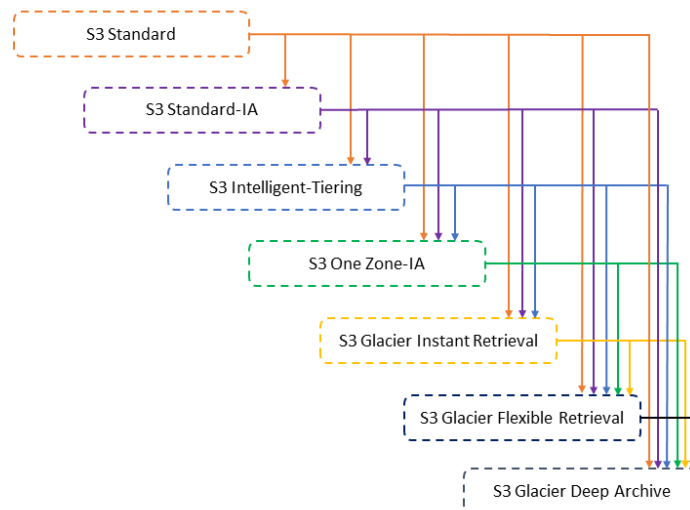 S3 Standard
S3 Standard-IA
S3 Intelligent-Tiering
S3 One Zone-IA
S3 Glacier Instant Retrieval
S3 Glacier Flexible Retrieval
S3 Glacier Deep Archive